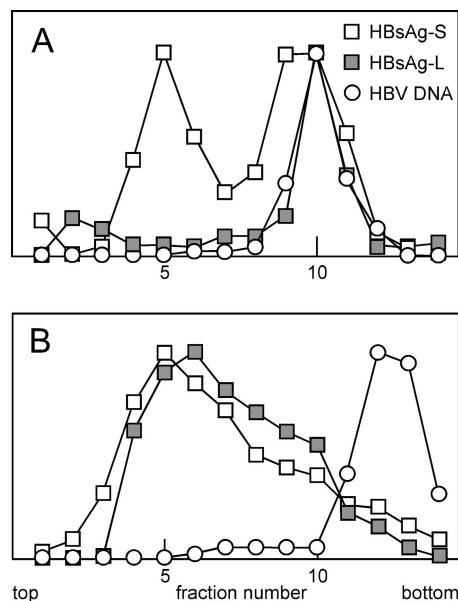 A
HBsAg-S
HBsAg-L
HBV DNA
5
10
B
5
10
top
fraction number
bottom